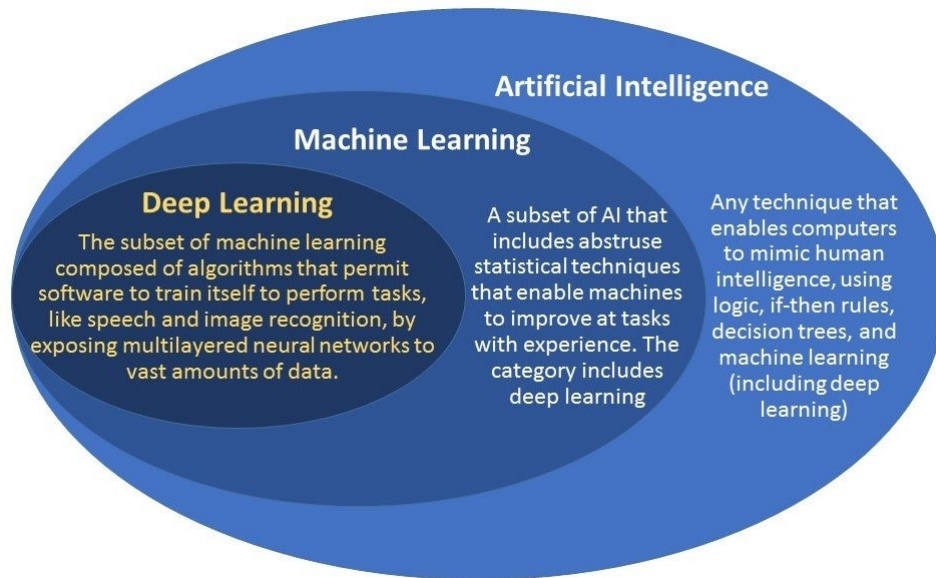 Artificial Intelligence
Machine Learning
Deep Learning
The subset of machine learning
composed of algorithms that permit
software to train itself to perform tasks,
like speech and image recognition, by
exposing multilayered neural networks to
vast amounts of data.
A subset of AI that
includes abstruse
statistical techniques
that enable machines
to improve at tasks
with experience. The
category includes
deep learning
Any technique that
enables computers
to mimic human
intelligence, using
logic, if-then rules,
decision trees, and
machine learning
(including deep
learning)